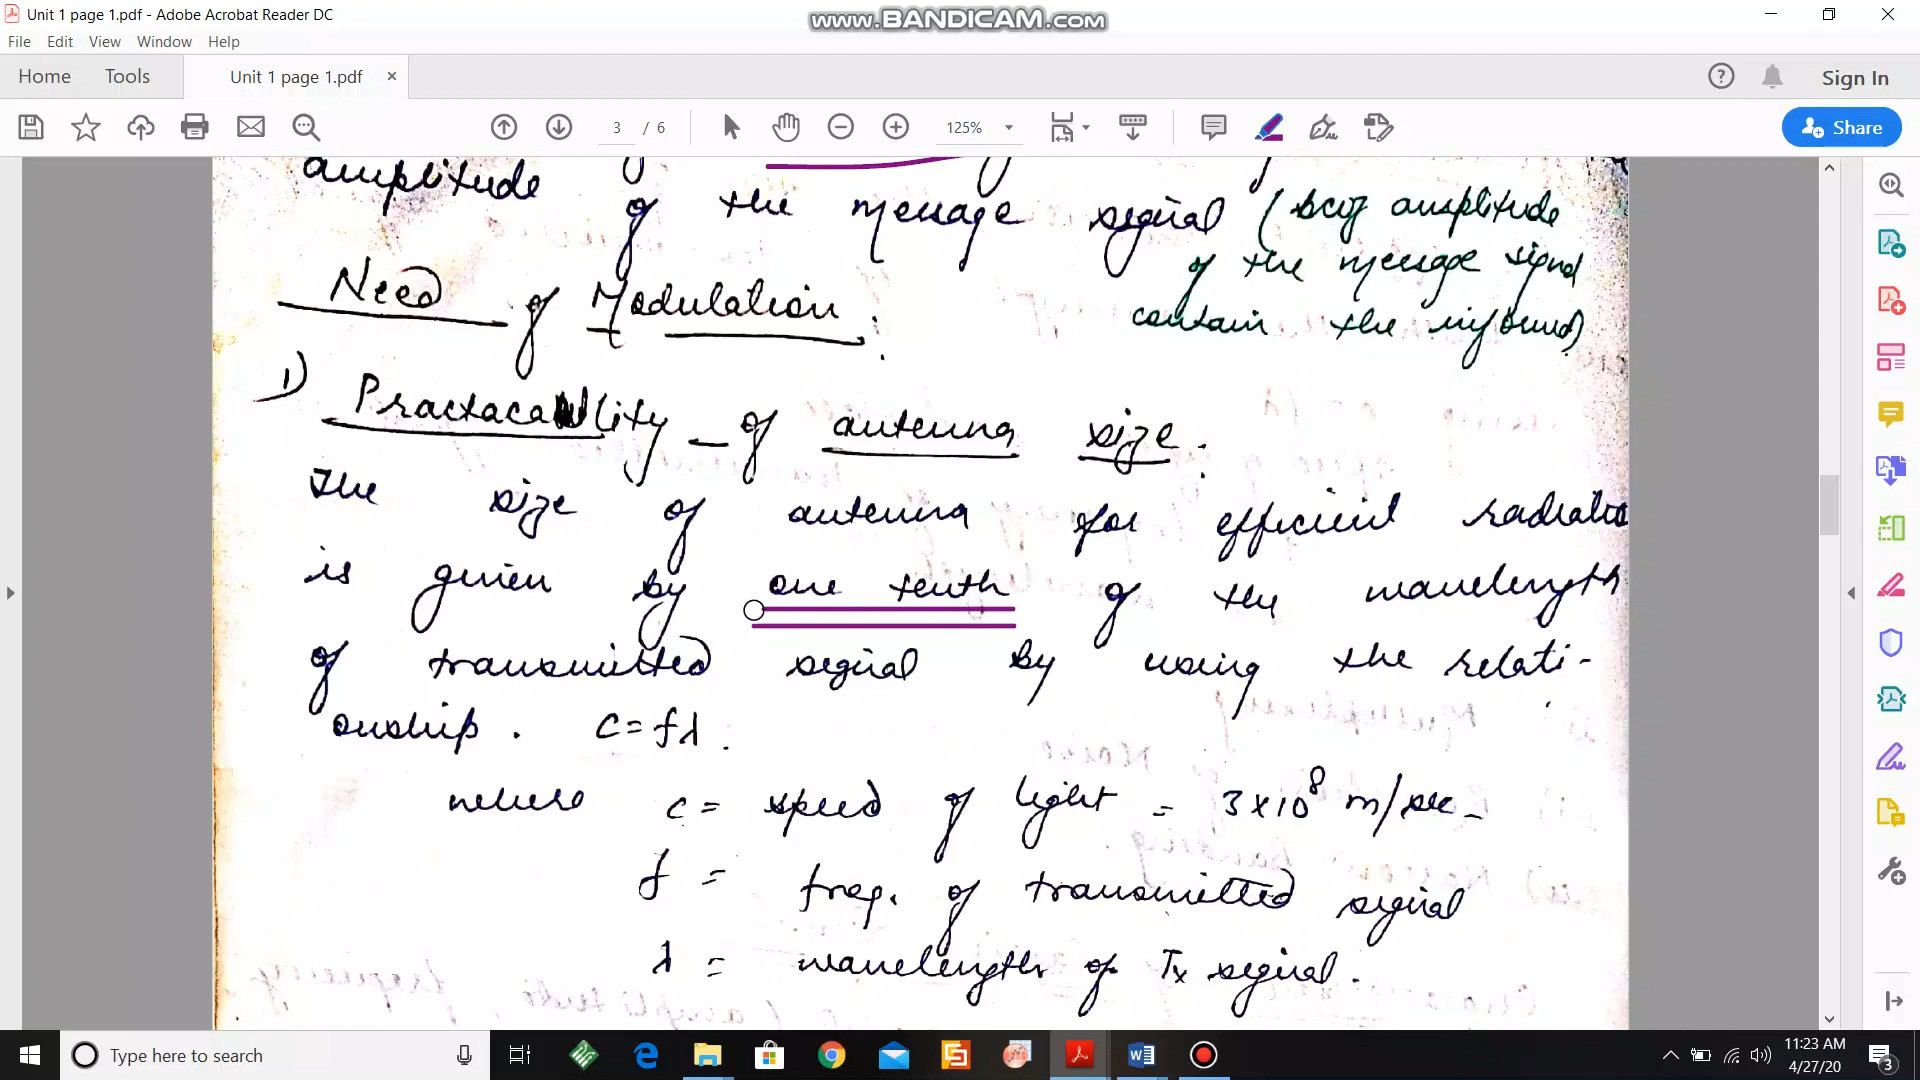 Unit 1 page 1.pdf - Adobe Acrobat Reader DC
www.BANDICAM.com
File Edit View Window Help
Home Tools Unit 1 page 1.pdf × Sign In
3 / 6 125% Share
amplitude
of the message signal (bcuz amplitude
of the message signal
contain the
Need of Modulation :
1) of antenna size :
The size of antenna for efficient
is given by one tenth of the wavelength
of transmitted signal by using the relati-
onship . C = fλ .
where c = speed of light = 3 x 10⁸ m/sec
f = freq. of transmitted signal
λ = wavelength of Tx signal .
Type here to search
11:23 AM
4/27/20
3